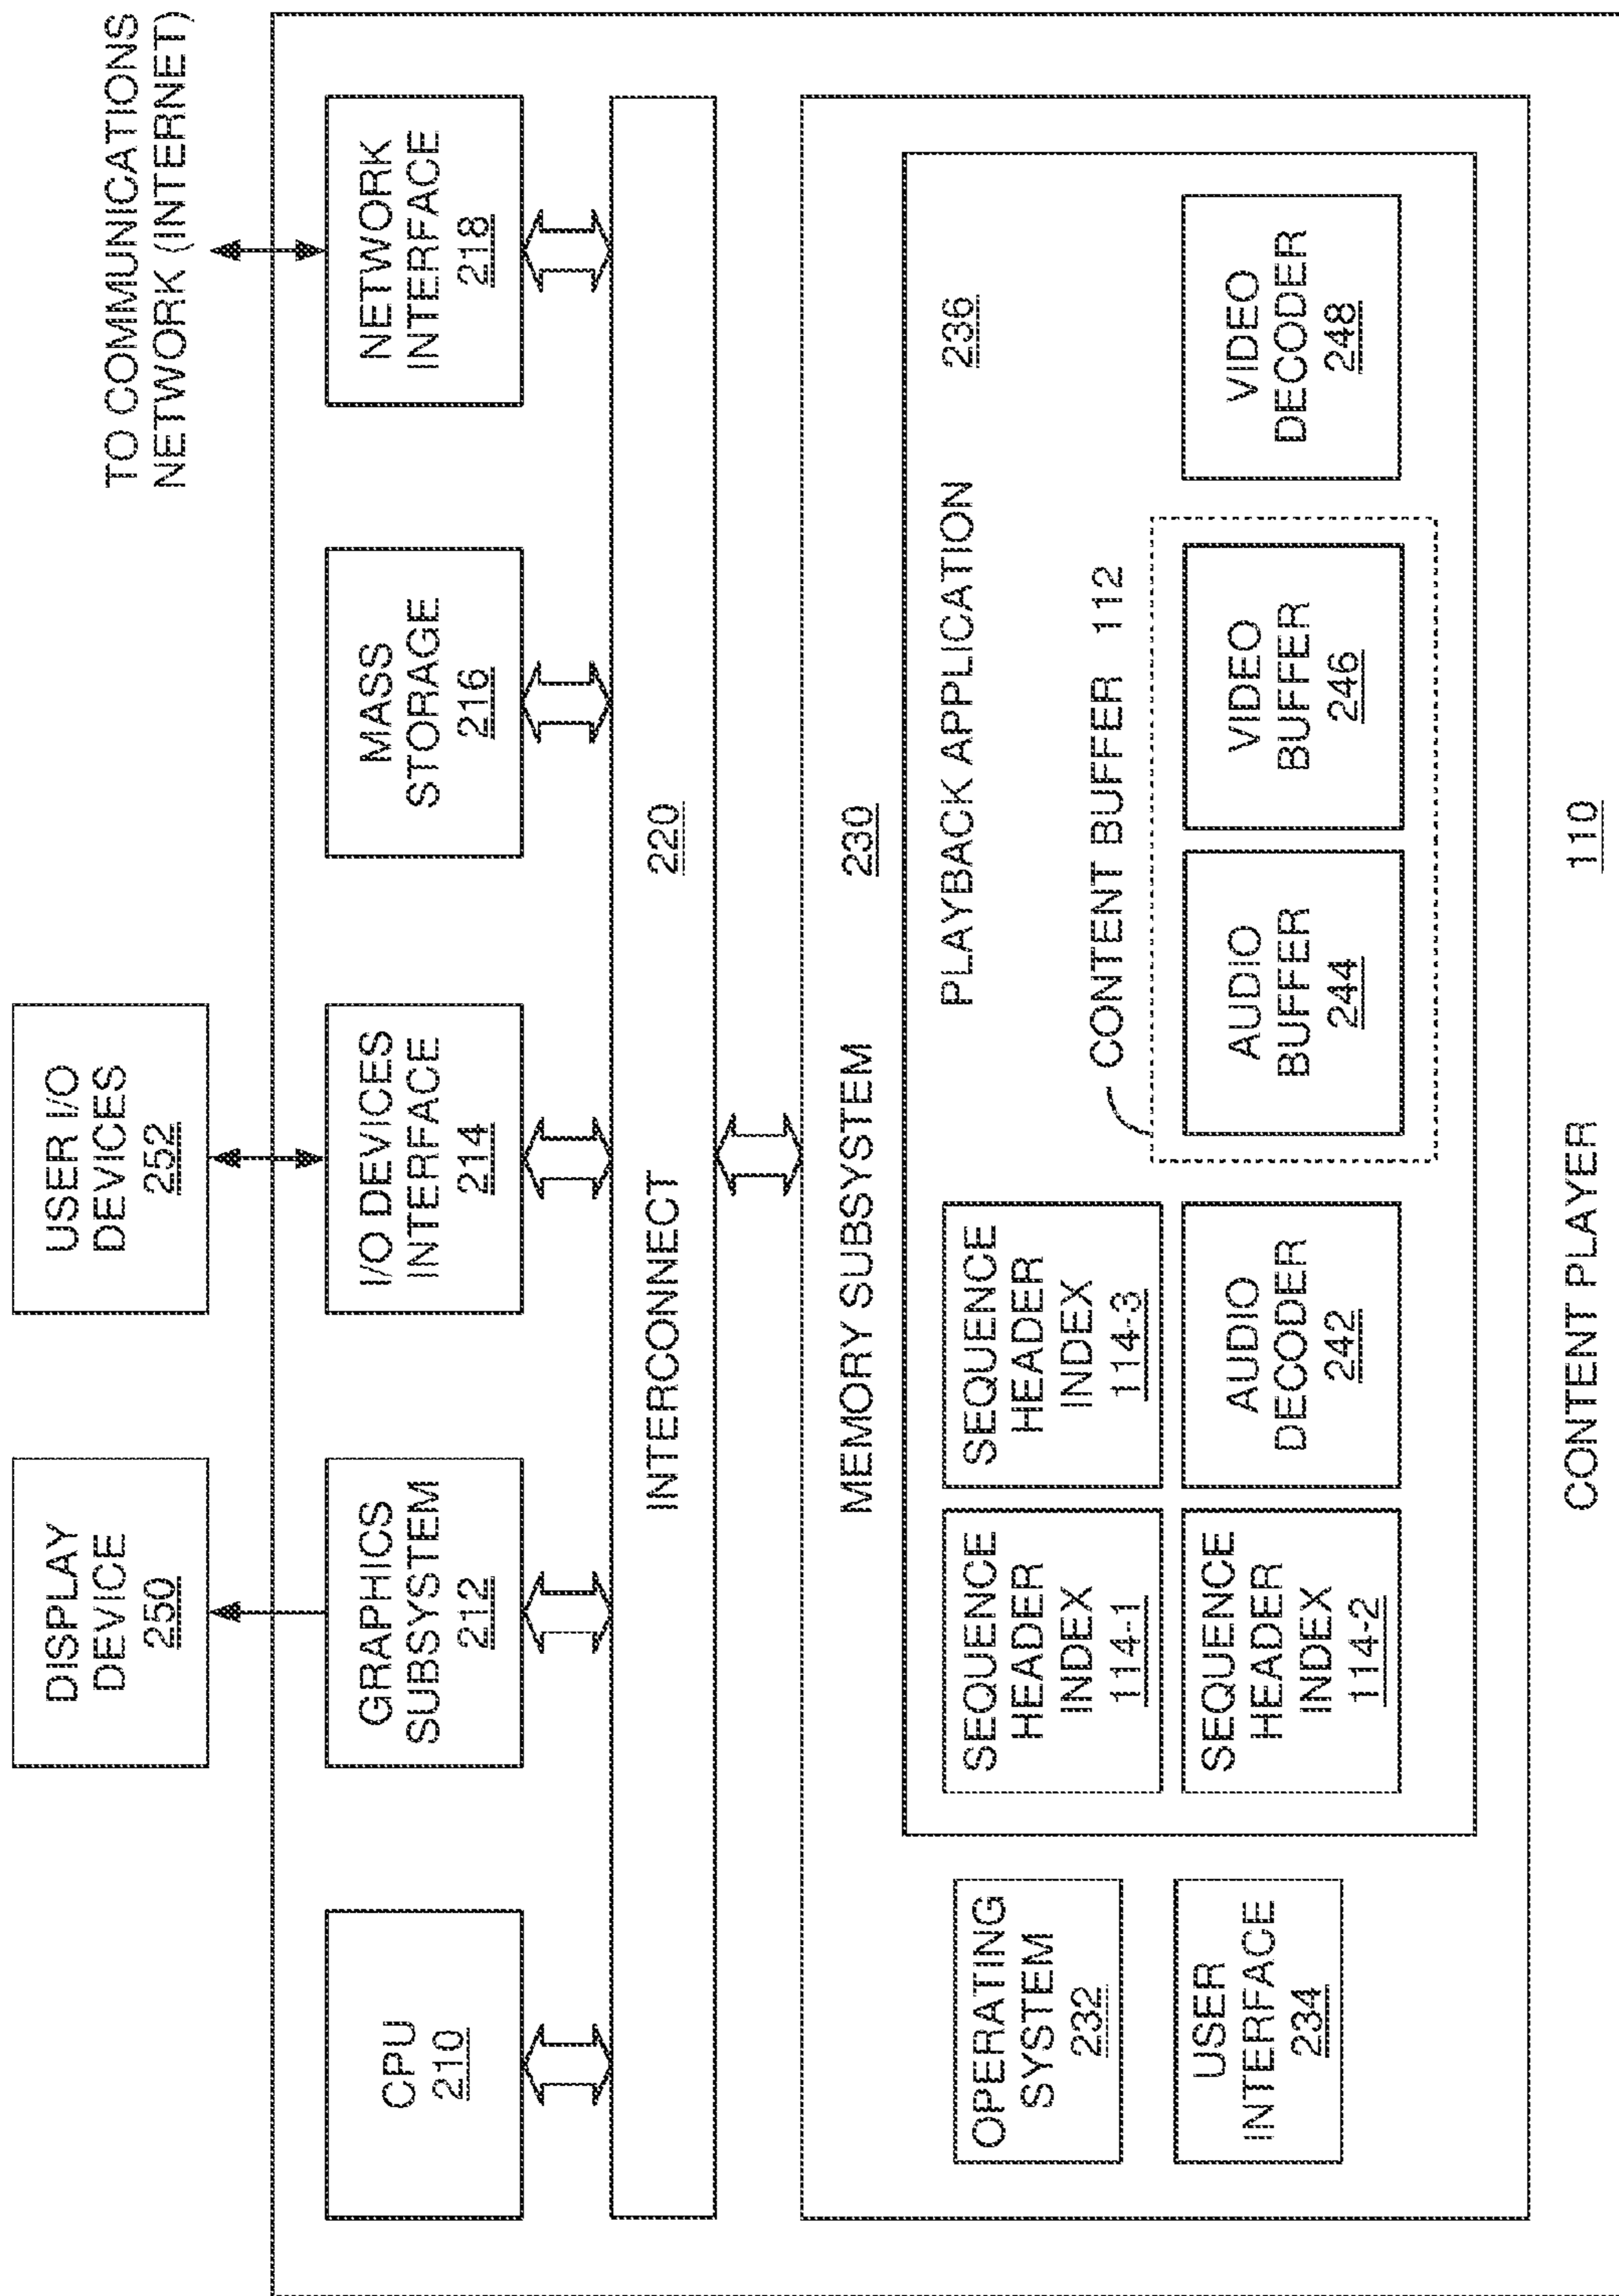 TO COMMUNICATIONS
NETWORK (INTERNET)
DISPLAY
DEVICE
250
USER I/O
DEVICES
252
CPU
210
GRAPHICS
SUBSYSTEM
212
I/O DEVICES
INTERFACE
214
MASS
STORAGE
216
NETWORK
INTERFACE
218
INTERCONNECT 220
MEMORY SUBSYSTEM 230
OPERATING
SYSTEM
232
USER
INTERFACE
234
PLAYBACK APPLICATION 236
SEQUENCE
HEADER
INDEX
114-1
SEQUENCE
HEADER
INDEX
114-3
SEQUENCE
HEADER
INDEX
114-2
AUDIO
DECODER
242
CONTENT BUFFER 112
AUDIO
BUFFER
244
VIDEO
BUFFER
246
VIDEO
DECODER
248
CONTENT PLAYER 110